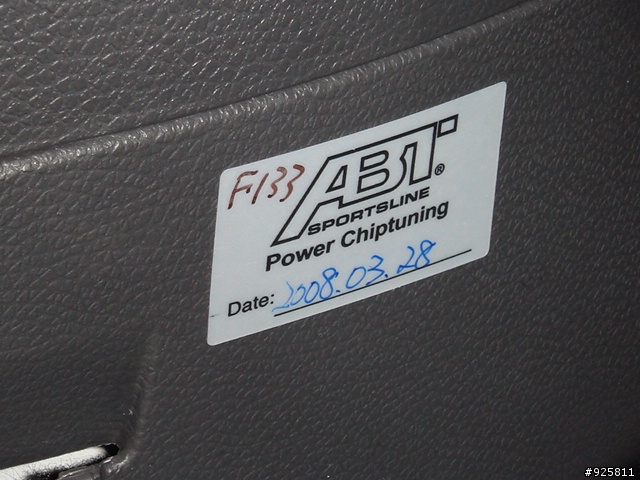 F133
ABT®
SPORTSLINE
Power Chiptuning
Date: 2008.03.28
#925811